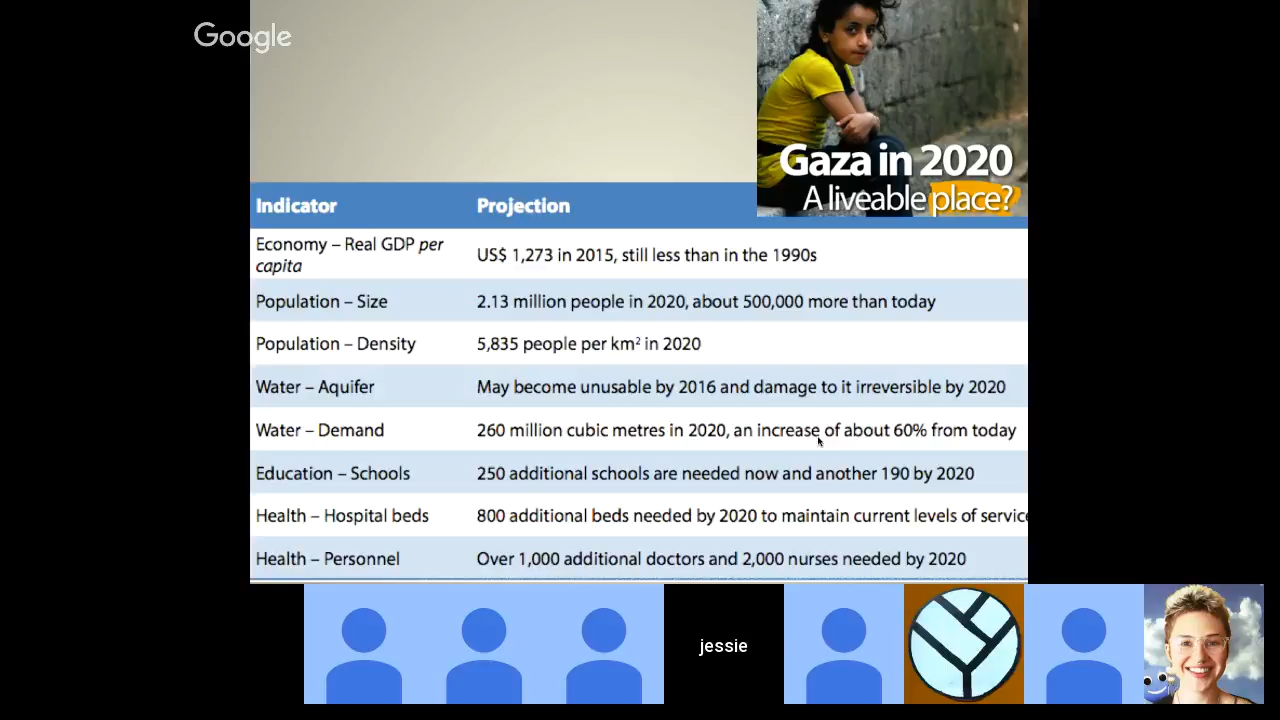 Google
Gaza in 2020
A liveable place?
Indicator Projection
Economy – Real GDP per
capita
US$ 1,273 in 2015, still less than in the 1990s
Population – Size 2.13 million people in 2020, about 500,000 more than today
Population – Density 5,835 people per km² in 2020
Water – Aquifer May become unusable by 2016 and damage to it irreversible by 2020
Water – Demand 260 million cubic metres in 2020, an increase of about 60% from today
Education – Schools 250 additional schools are needed now and another 190 by 2020
Health – Hospital beds 800 additional beds needed by 2020 to maintain current levels of servic
Health – Personnel Over 1,000 additional doctors and 2,000 nurses needed by 2020
jessie